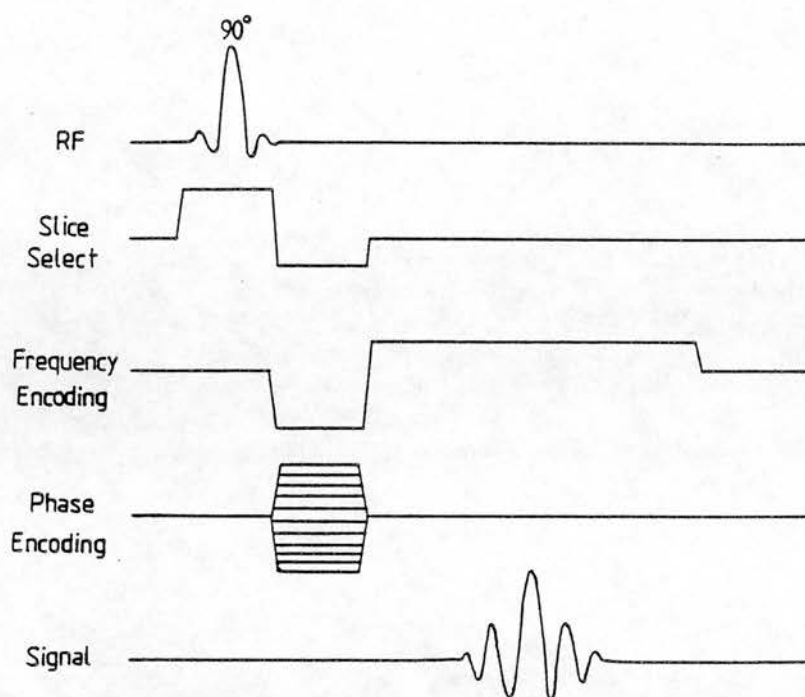 90°
RF
Slice
Select
Frequency
Encoding
Phase
Encoding
Signal